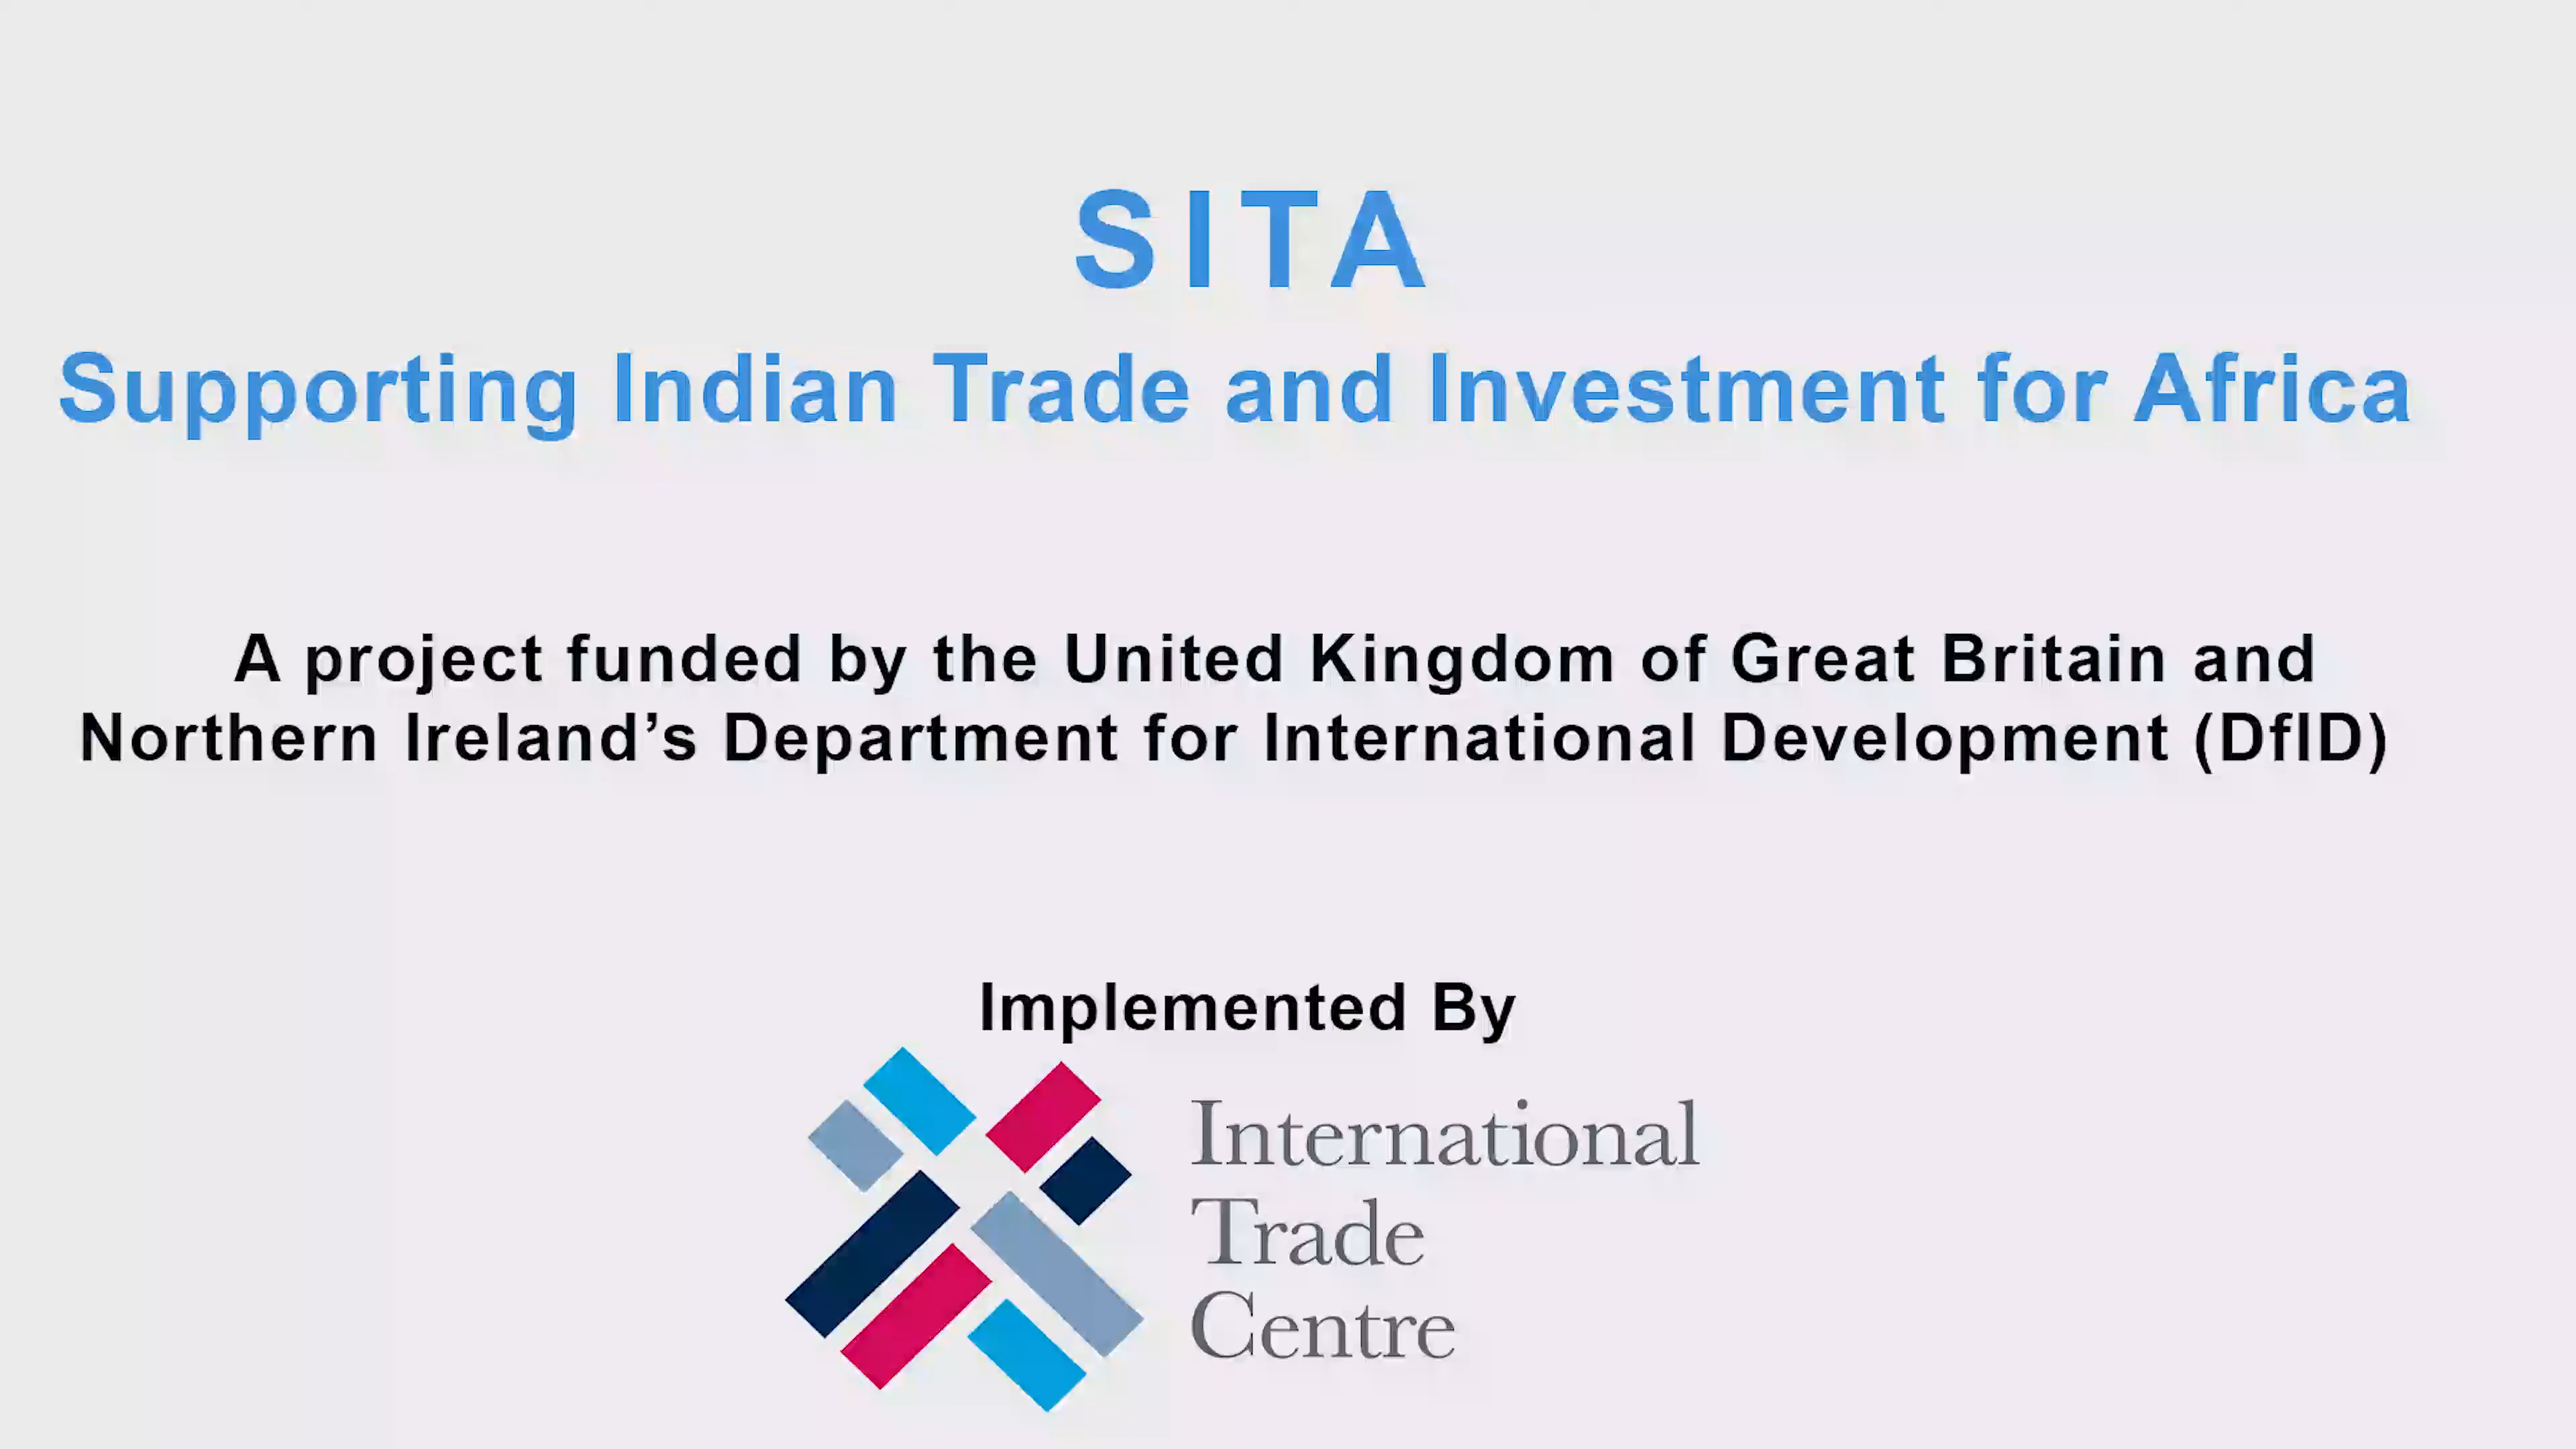 SITA
Supporting Indian Trade and Investment for Africa
A project funded by the United Kingdom of Great Britain and
Northern Ireland’s Department for International Development (DfID)
Implemented By
International
Trade
Centre